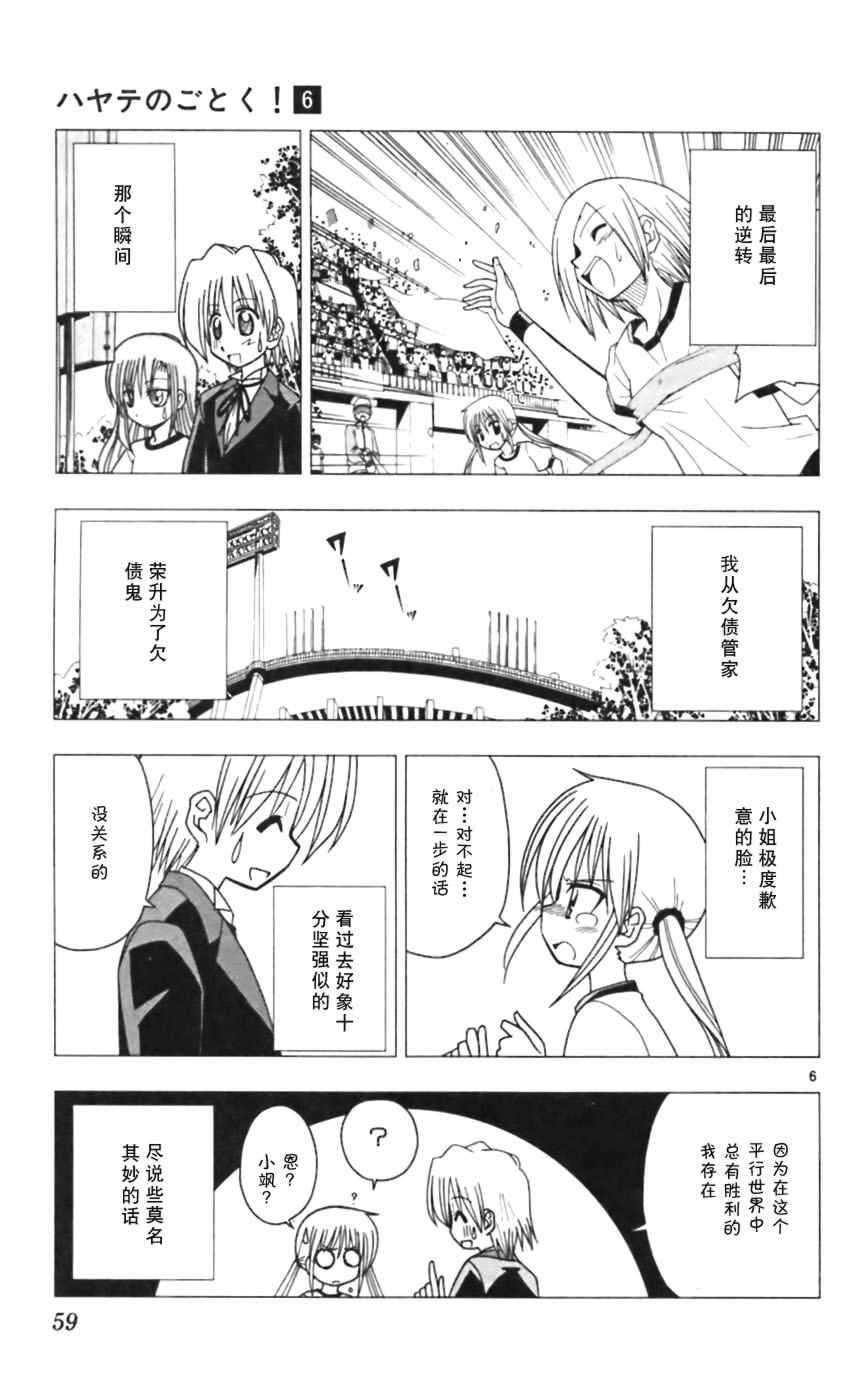 ハヤテのごとく！6
最后最后
的逆转
那个瞬间
我从欠债管家
荣升为了欠
债鬼
小姐极度歉
意的脸…
对…对不起…
就在一步的话
看过去好象十
分坚强似的
没关系的
6
因为在这个
平行世界中
总有胜利的
我存在
？
恩？
小飒？
?
尽说些莫名
其妙的话
59